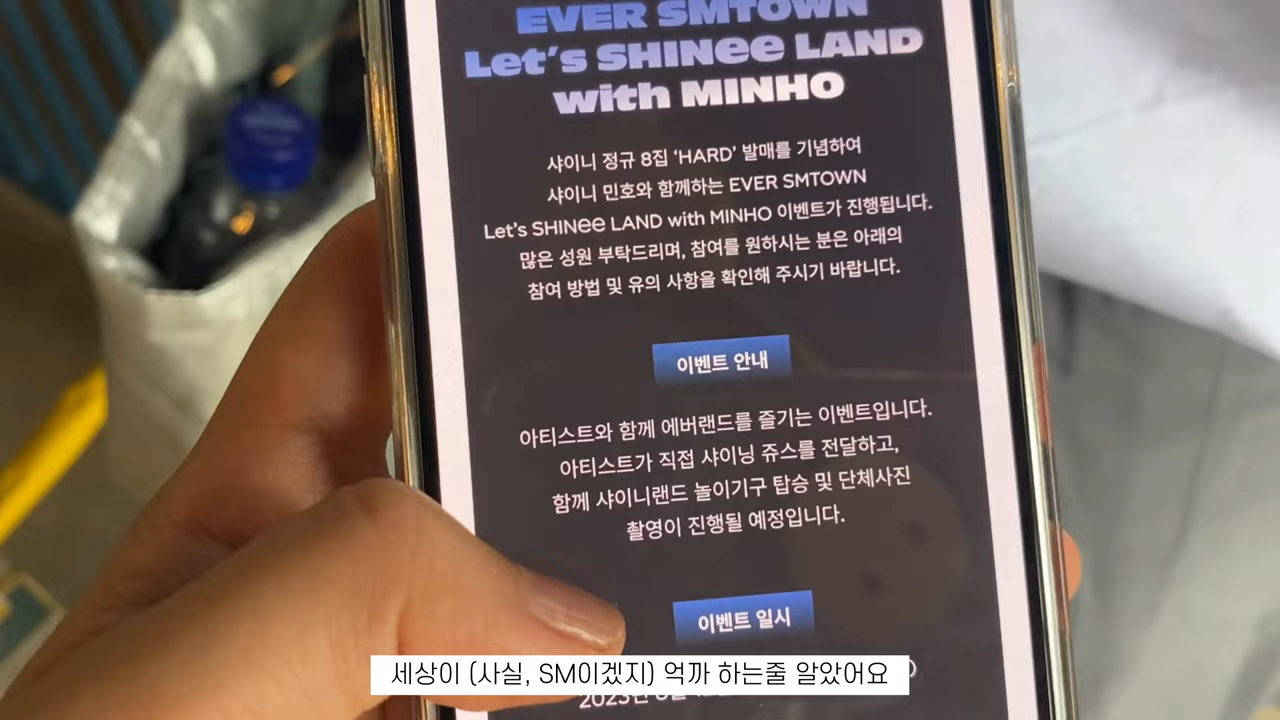 EVER SMTOWN
Let's SHINee LAND
with MINHO
샤이니 정규 8집 ‘HARD’ 발매를 기념하여
샤이니 민호와 함께하는 EVER SMTOWN
Let's SHINee LAND with MINHO 이벤트가 진행됩니다.
많은 성원 부탁드리며, 참여를 원하시는 분은 아래의
참여 방법 및 유의 사항을 확인해 주시기 바랍니다.
이벤트 안내
아티스트와 함께 에버랜드를 즐기는 이벤트입니다.
아티스트가 직접 샤이닝 쥬스를 전달하고,
함께 샤이니랜드 놀이기구 탑승 및 단체사진
촬영이 진행될 예정입니다.
이벤트 일시
세상이 (사실, SM이겠지) 억까 하는줄 알았어요
2023년